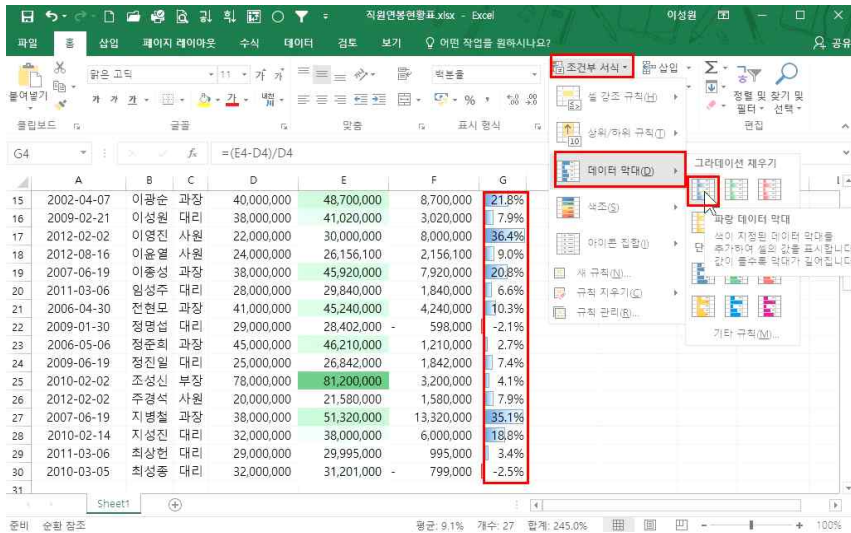 직원연봉현황표.xlsx - Excel
이성원
파일
홈
삽입
페이지 레이아웃
수식
데이터
검토
보기
어떤 작업을 원하시나요?
공유
붙여넣기
맑은 고딕
11
가 가
가 가 가
가
내천
백분율
%
조건부 서식
삽입
정렬 및 필터
찾기 및 선택
클립보드
글꼴
맞춤
표시 형식
편집
셀 강조 규칙(H)
상위/하위 규칙(T)
데이터 막대(D)
색조(S)
아이콘 집합(I)
새 규칙(N)...
규칙 지우기(C)
규칙 관리(R)...
그라데이션 채우기
파랑 데이터 막대
색이 지정된 데이터 막대를
추가하여 셀의 값을 표시합니다
값이 클수록 막대가 길어집니다
단
기타 규칙(M)...
G4
fx
=(E4-D4)/D4
A B C D E F G
15 2002-04-07 이광순 과장 40,000,000 48,700,000 8,700,000 21.8%
16 2009-02-21 이성원 대리 38,000,000 41,020,000 3,020,000 7.9%
17 2012-02-02 이영진 사원 22,000,000 30,000,000 8,000,000 36.4%
18 2012-08-16 이윤열 사원 24,000,000 26,156,100 2,156,100 9.0%
19 2007-06-19 이종성 과장 38,000,000 45,920,000 7,920,000 20.8%
20 2011-03-06 임성주 대리 28,000,000 29,840,000 1,840,000 6.6%
21 2006-04-30 전현모 과장 41,000,000 45,240,000 4,240,000 10.3%
22 2009-01-30 정명섭 대리 29,000,000 28,402,000 - 598,000 -2.1%
23 2006-05-06 정준희 과장 45,000,000 46,210,000 1,210,000 2.7%
24 2009-06-19 정진일 대리 25,000,000 26,842,000 1,842,000 7.4%
25 2010-02-02 조성신 부장 78,000,000 81,200,000 3,200,000 4.1%
26 2012-02-02 주경석 사원 20,000,000 21,580,000 1,580,000 7.9%
27 2007-06-19 지병철 과장 38,000,000 51,320,000 13,320,000 35.1%
28 2010-02-14 지성진 대리 32,000,000 38,000,000 6,000,000 18.8%
29 2011-03-06 최상헌 대리 29,000,000 29,995,000 995,000 3.4%
30 2010-03-05 최성종 대리 32,000,000 31,201,000 - 799,000 -2.5%
31
Sheet1
준비
순환 참조
평균: 9.1%
개수: 27
합계: 245.0%
100%